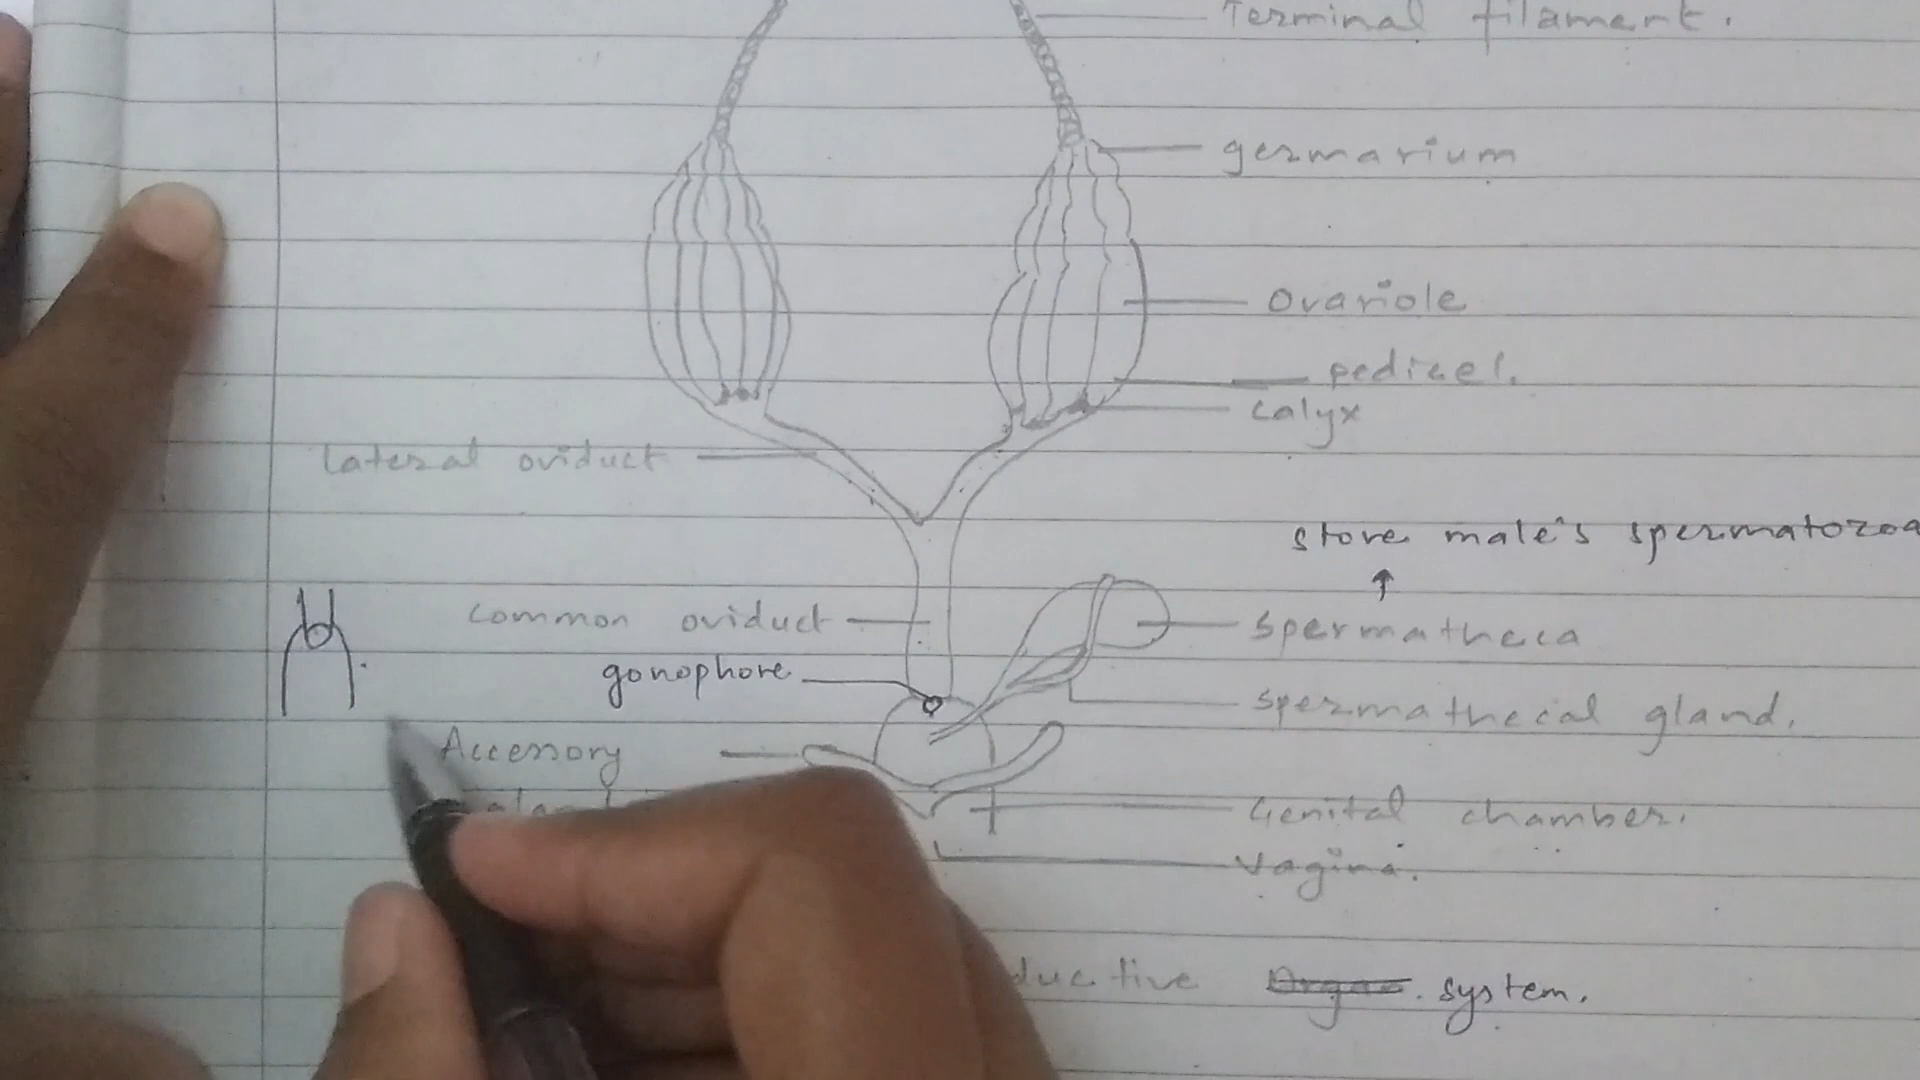 Terminal filament.
germarium
Ovariole
pedicel.
calyx
Lateral oviduct
store male's spermatozoa
↑
common oviduct
spermatheca
gonophore
spermathecal gland.
Accessory
Genital chamber.
vagina.
ductive system.